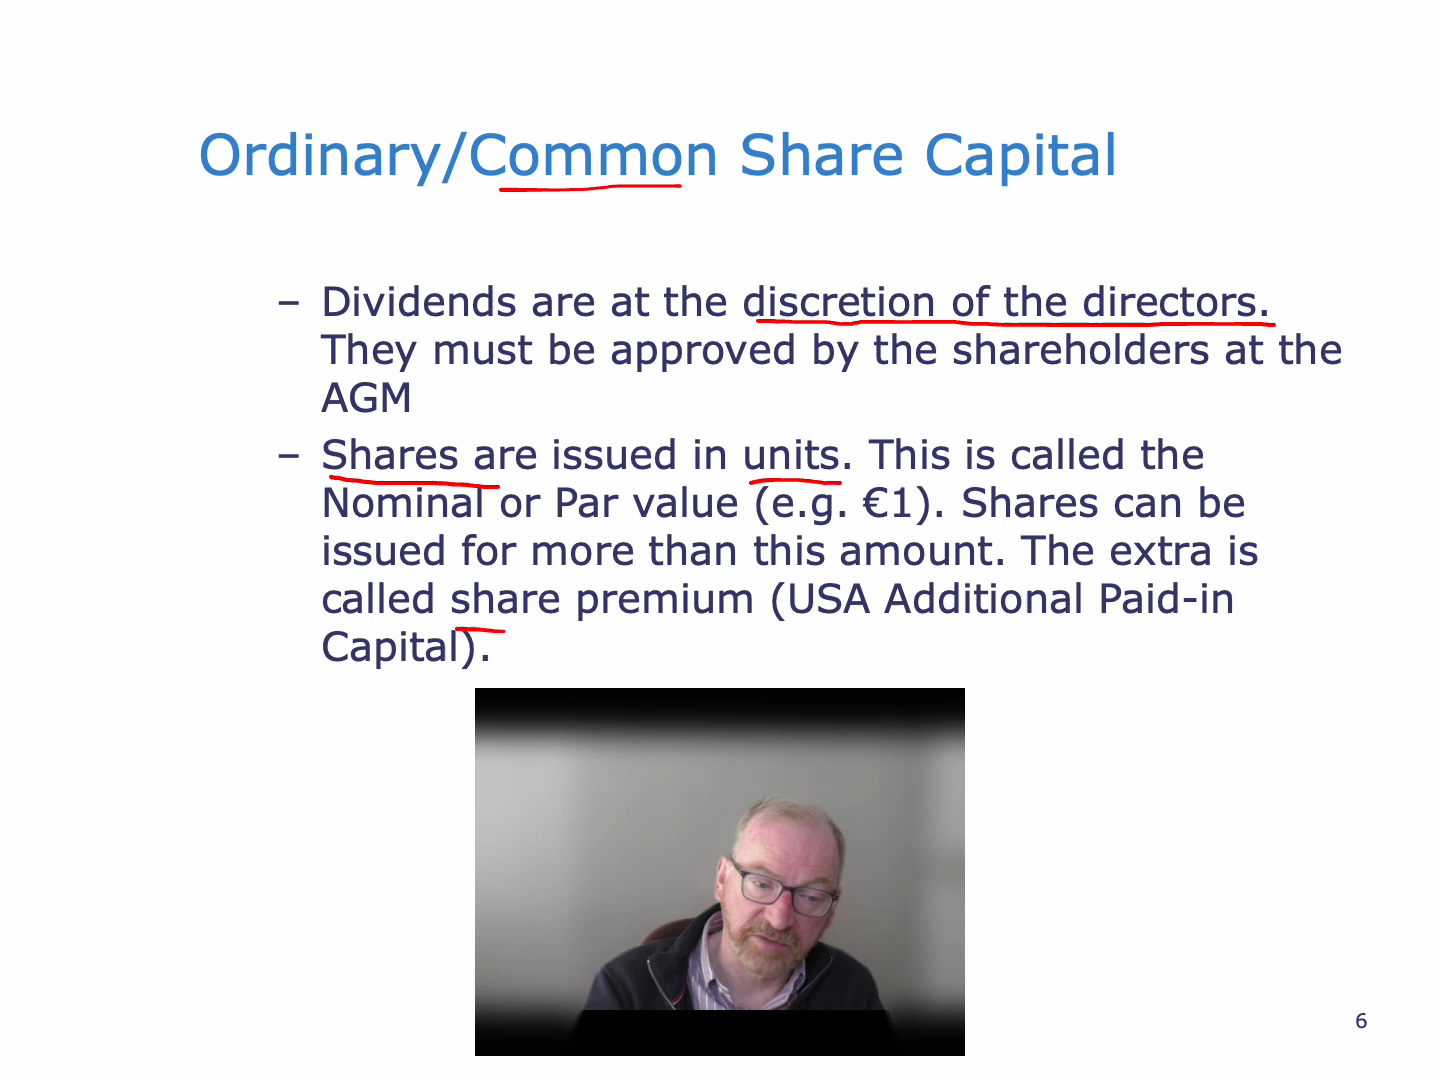 Ordinary/Common Share Capital
– Dividends are at the discretion of the directors.
They must be approved by the shareholders at the
AGM
– Shares are issued in units. This is called the
Nominal or Par value (e.g. €1). Shares can be
issued for more than this amount. The extra is
called share premium (USA Additional Paid-in
Capital).
6